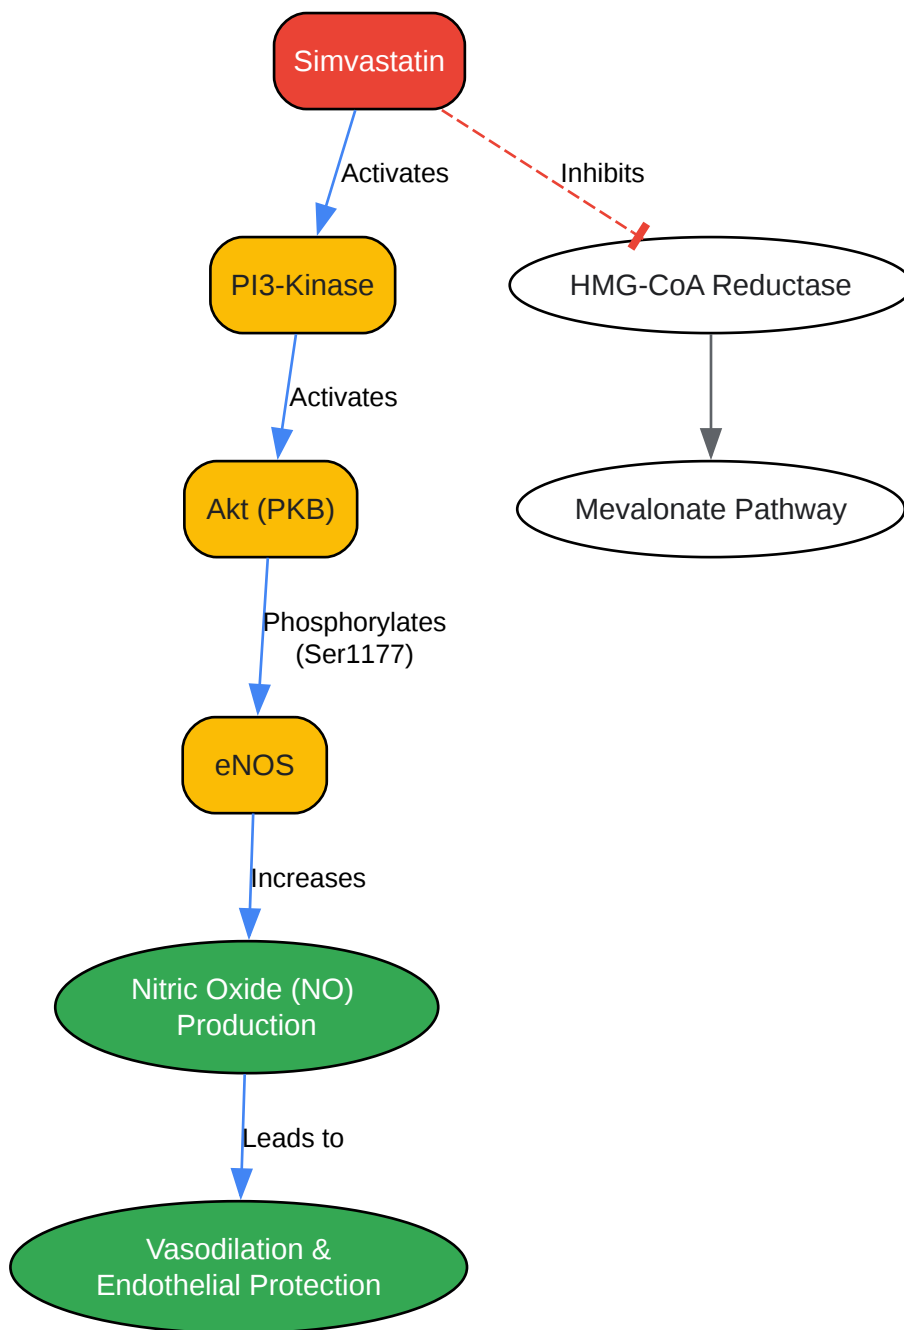 Simvastatin
Activates
Inhibits
PI3-Kinase
HMG-CoA Reductase
Activates
Akt (PKB)
Mevalonate Pathway
Phosphorylates
(Ser1177)
eNOS
Increases
Nitric Oxide (NO)
Production
Leads to
Vasodilation &
Endothelial Protection